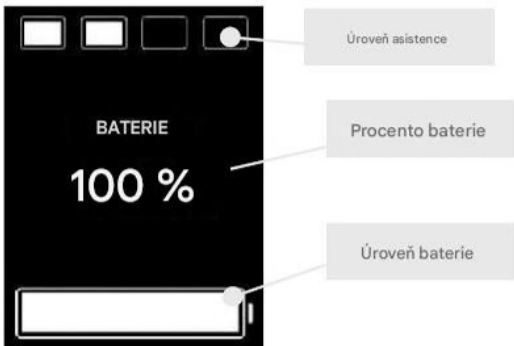 Úroveň asistence
BATERIE
Procento baterie
100 %
Úroveň baterie